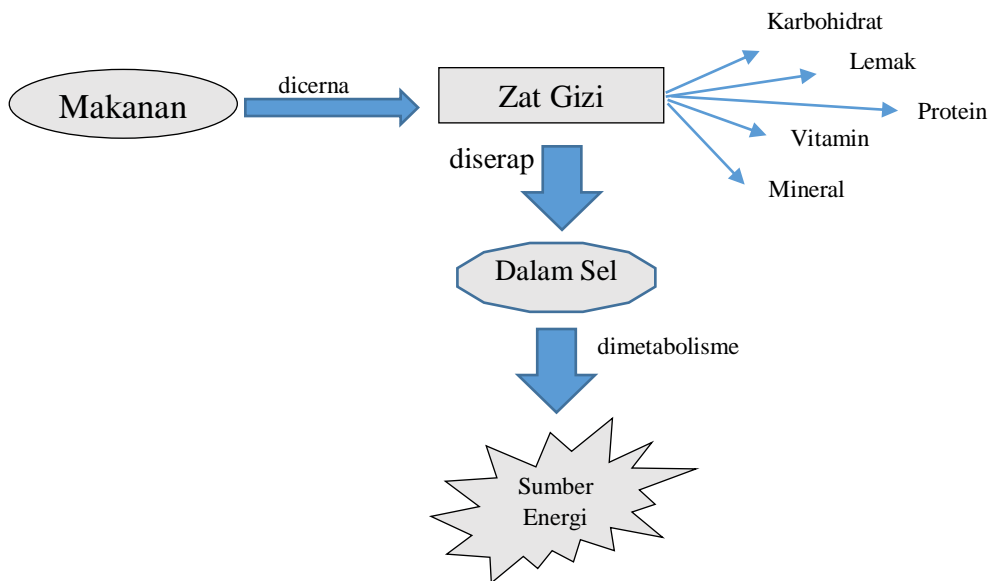 Makanan
dicerna
Zat Gizi
Karbohidrat
Lemak
Protein
Vitamin
Mineral
diserap
Dalam Sel
dimetabolisme
Sumber
Energi